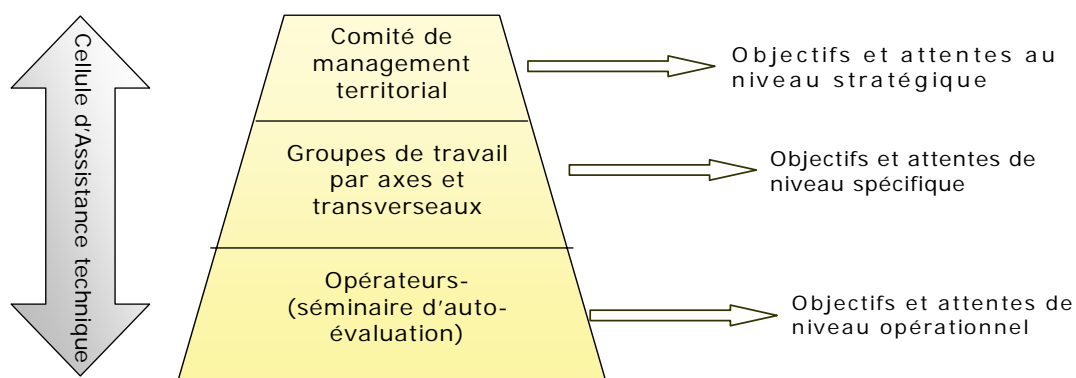 Cellule d'Assistance technique
Comité de
management
territorial
Objectifs et attentes au
niveau stratégique
Groupes de travail
par axes et
transverseaux
Objectifs et attentes de
niveau spécifique
Opérateurs-
(séminaire d'auto-
évaluation)
Objectifs et attentes de
niveau opérationnel